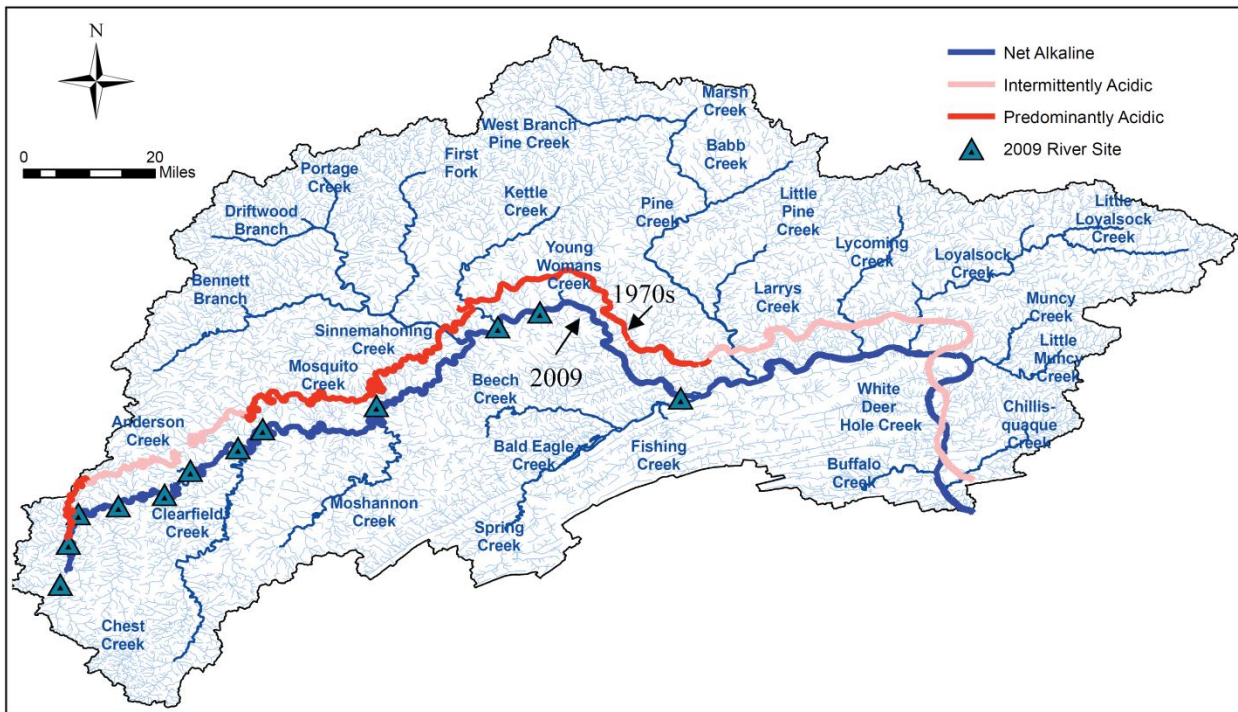 N
0
20
Miles
Net Alkaline
Intermittently Acidic
Predominantly Acidic
2009 River Site
Marsh
Creek
West Branch
Pine Creek
Babb
Creek
First
Fork
Portage
Creek
Kettle
Creek
Pine
Creek
Little
Pine
Creek
Driftwood
Branch
Lycoming
Creek
Little
Loyalsock
Creek
Loyalsock
Creek
Young
Womans
Creek
Bennett
Branch
1970s
Larrys
Creek
Muncy
Creek
Sinnemahoning
Creek
Little
Muncy
Creek
Mosquito
Creek
2009
Beech
Creek
White
Deer
Hole Creek
Chillis-
quaque
Creek
Anderson
Creek
Bald Eagle
Creek
Fishing
Creek
Buffalo
Creek
Clearfield
Creek
Moshannon
Creek
Spring
Creek
Chest
Creek